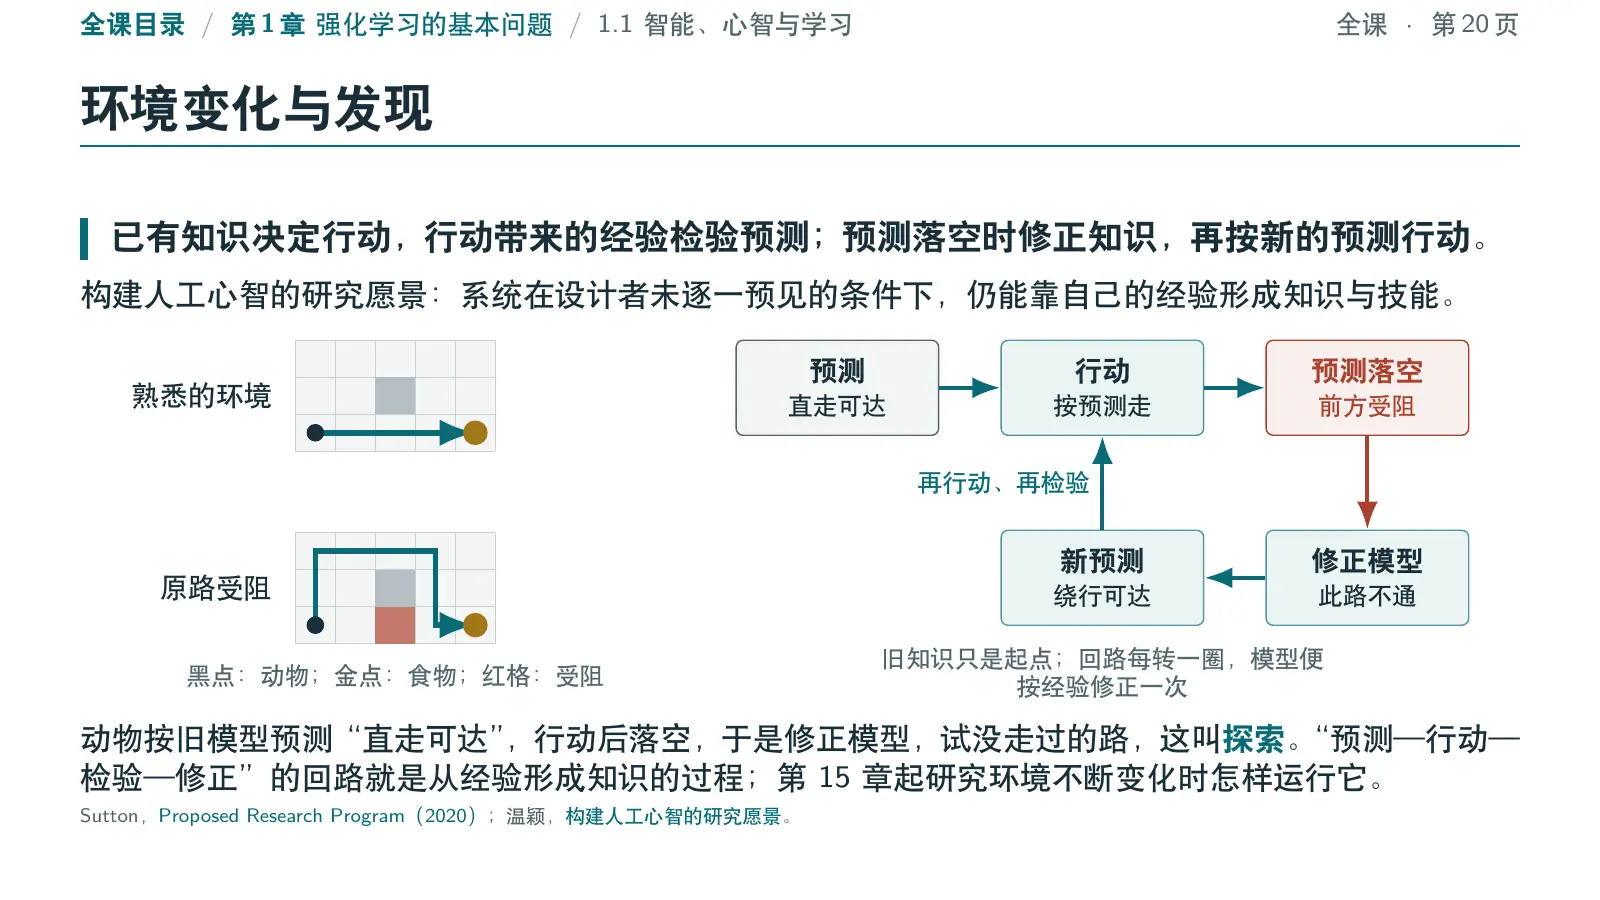 全课目录 / 第1章 强化学习的基本问题 / 1.1 智能、心智与学习
全课 · 第20页
环境变化与发现
已有知识决定行动，行动带来的经验检验预测；预测落空时修正知识，再按新的预测行动。
构建人工心智的研究愿景：系统在设计者未逐一预见的条件下，仍能靠自己的经验形成知识与技能。
熟悉的环境
原路受阻
黑点：动物；金点：食物；红格：受阻
预测
直走可达
行动
按预测走
预测落空
前方受阻
再行动、再检验
新预测
绕行可达
修正模型
此路不通
旧知识只是起点；回路每转一圈，模型便
按经验修正一次
动物按旧模型预测“直走可达”，行动后落空，于是修正模型，试没走过的路，这叫探索。“预测—行动—
检验—修正”的回路就是从经验形成知识的过程；第 15 章起研究环境不断变化时怎样运行它。
Sutton，Proposed Research Program（2020）；温颖，构建人工心智的研究愿景。